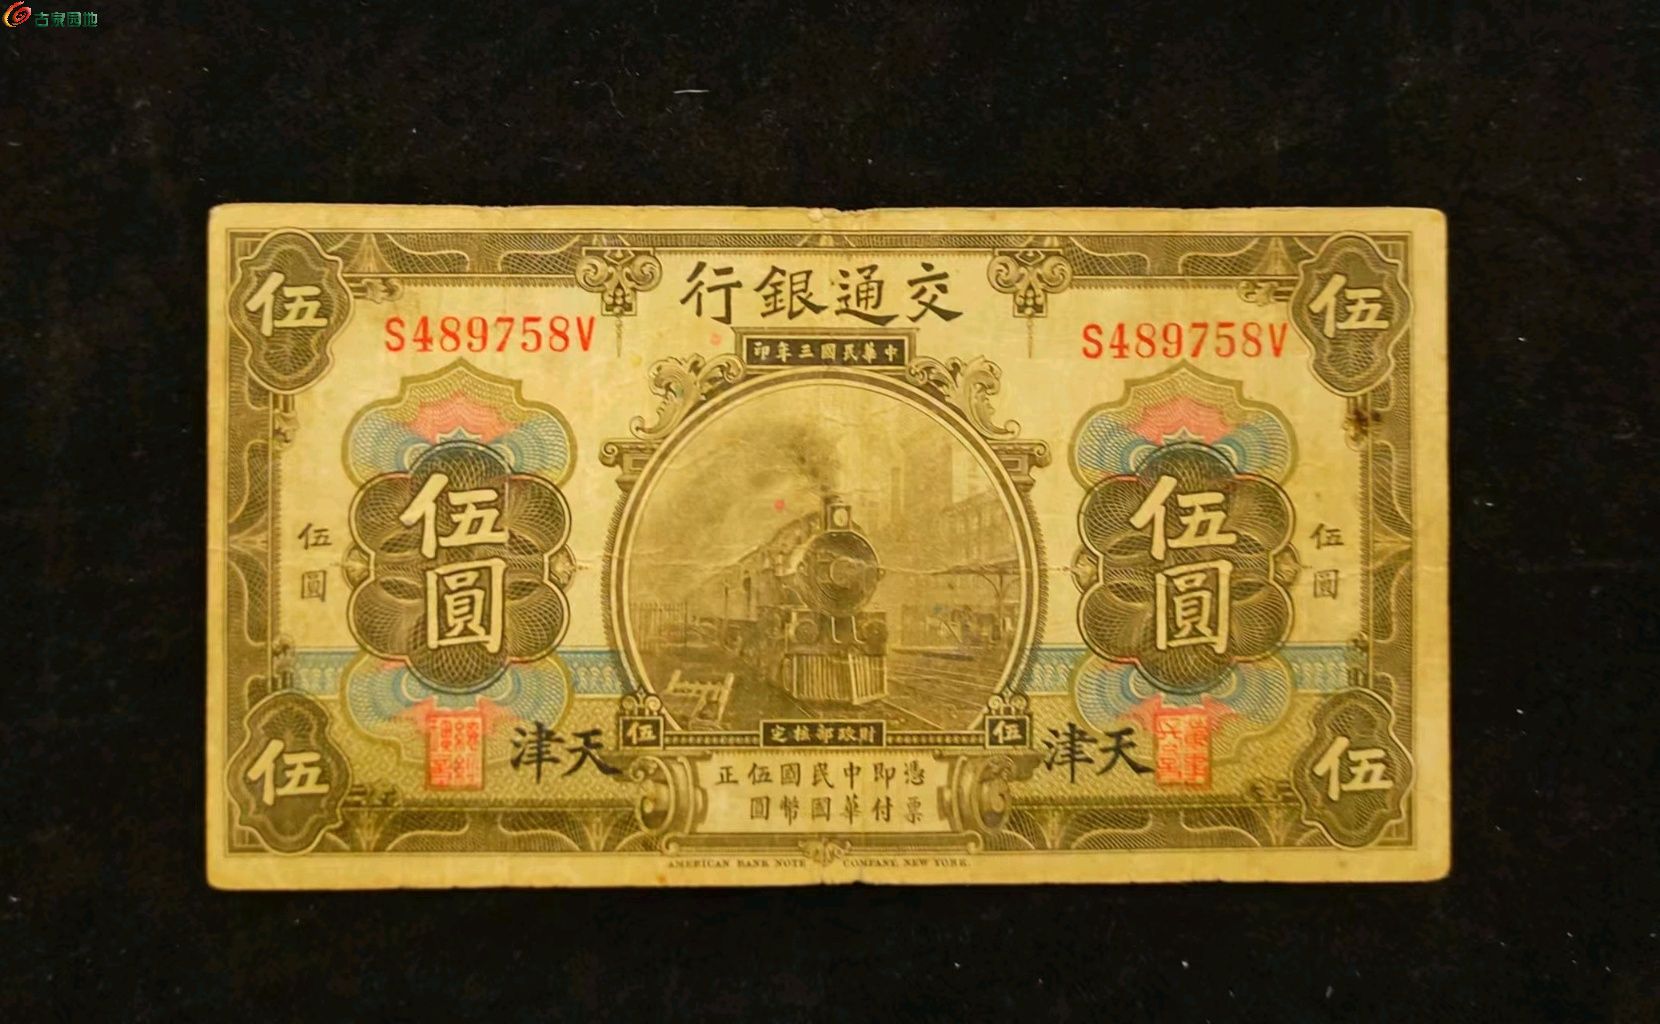 古泉园地
伍
伍
交通銀行
S489758V
S489758V
中華民國三年印
伍圓
伍圓
伍圓
伍圓
財政部核定
伍
伍
天津
天津
憑票即付中華民國國幣伍圓正
伍
伍
AMERICAN BANK NOTE COMPANY, NEW YORK.